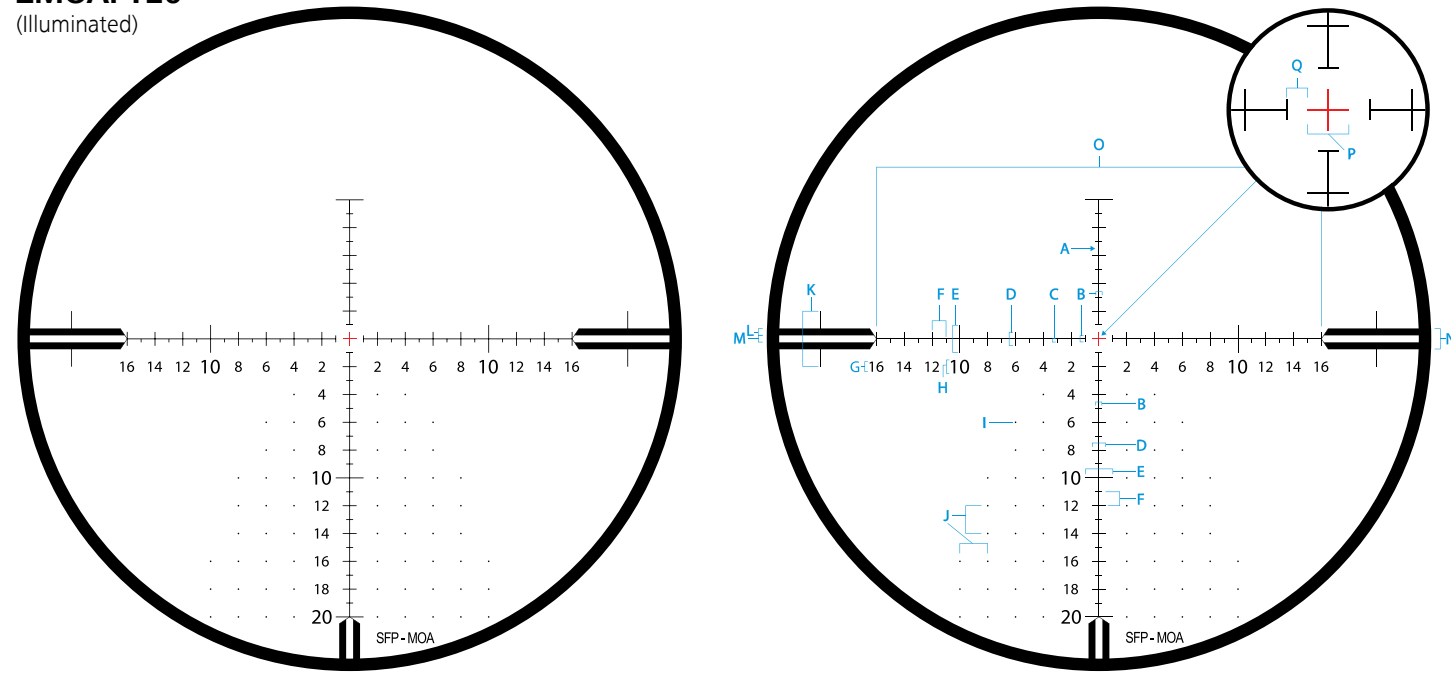 (Illuminated)
16 14 12 10 8 6 4 2 2 4 6 8 10 12 14 16
4
6
8
10
12
14
16
18
20 SFP - MOA
Q
O
P
A
K F E D C B
L
M N
G 16 14 12 10 8 6 4 2 2 4 6 8 10 12 14 16
H
4 B
I 6
8 D
10 E
12 F
J
14
16
18
20 SFP - MOA